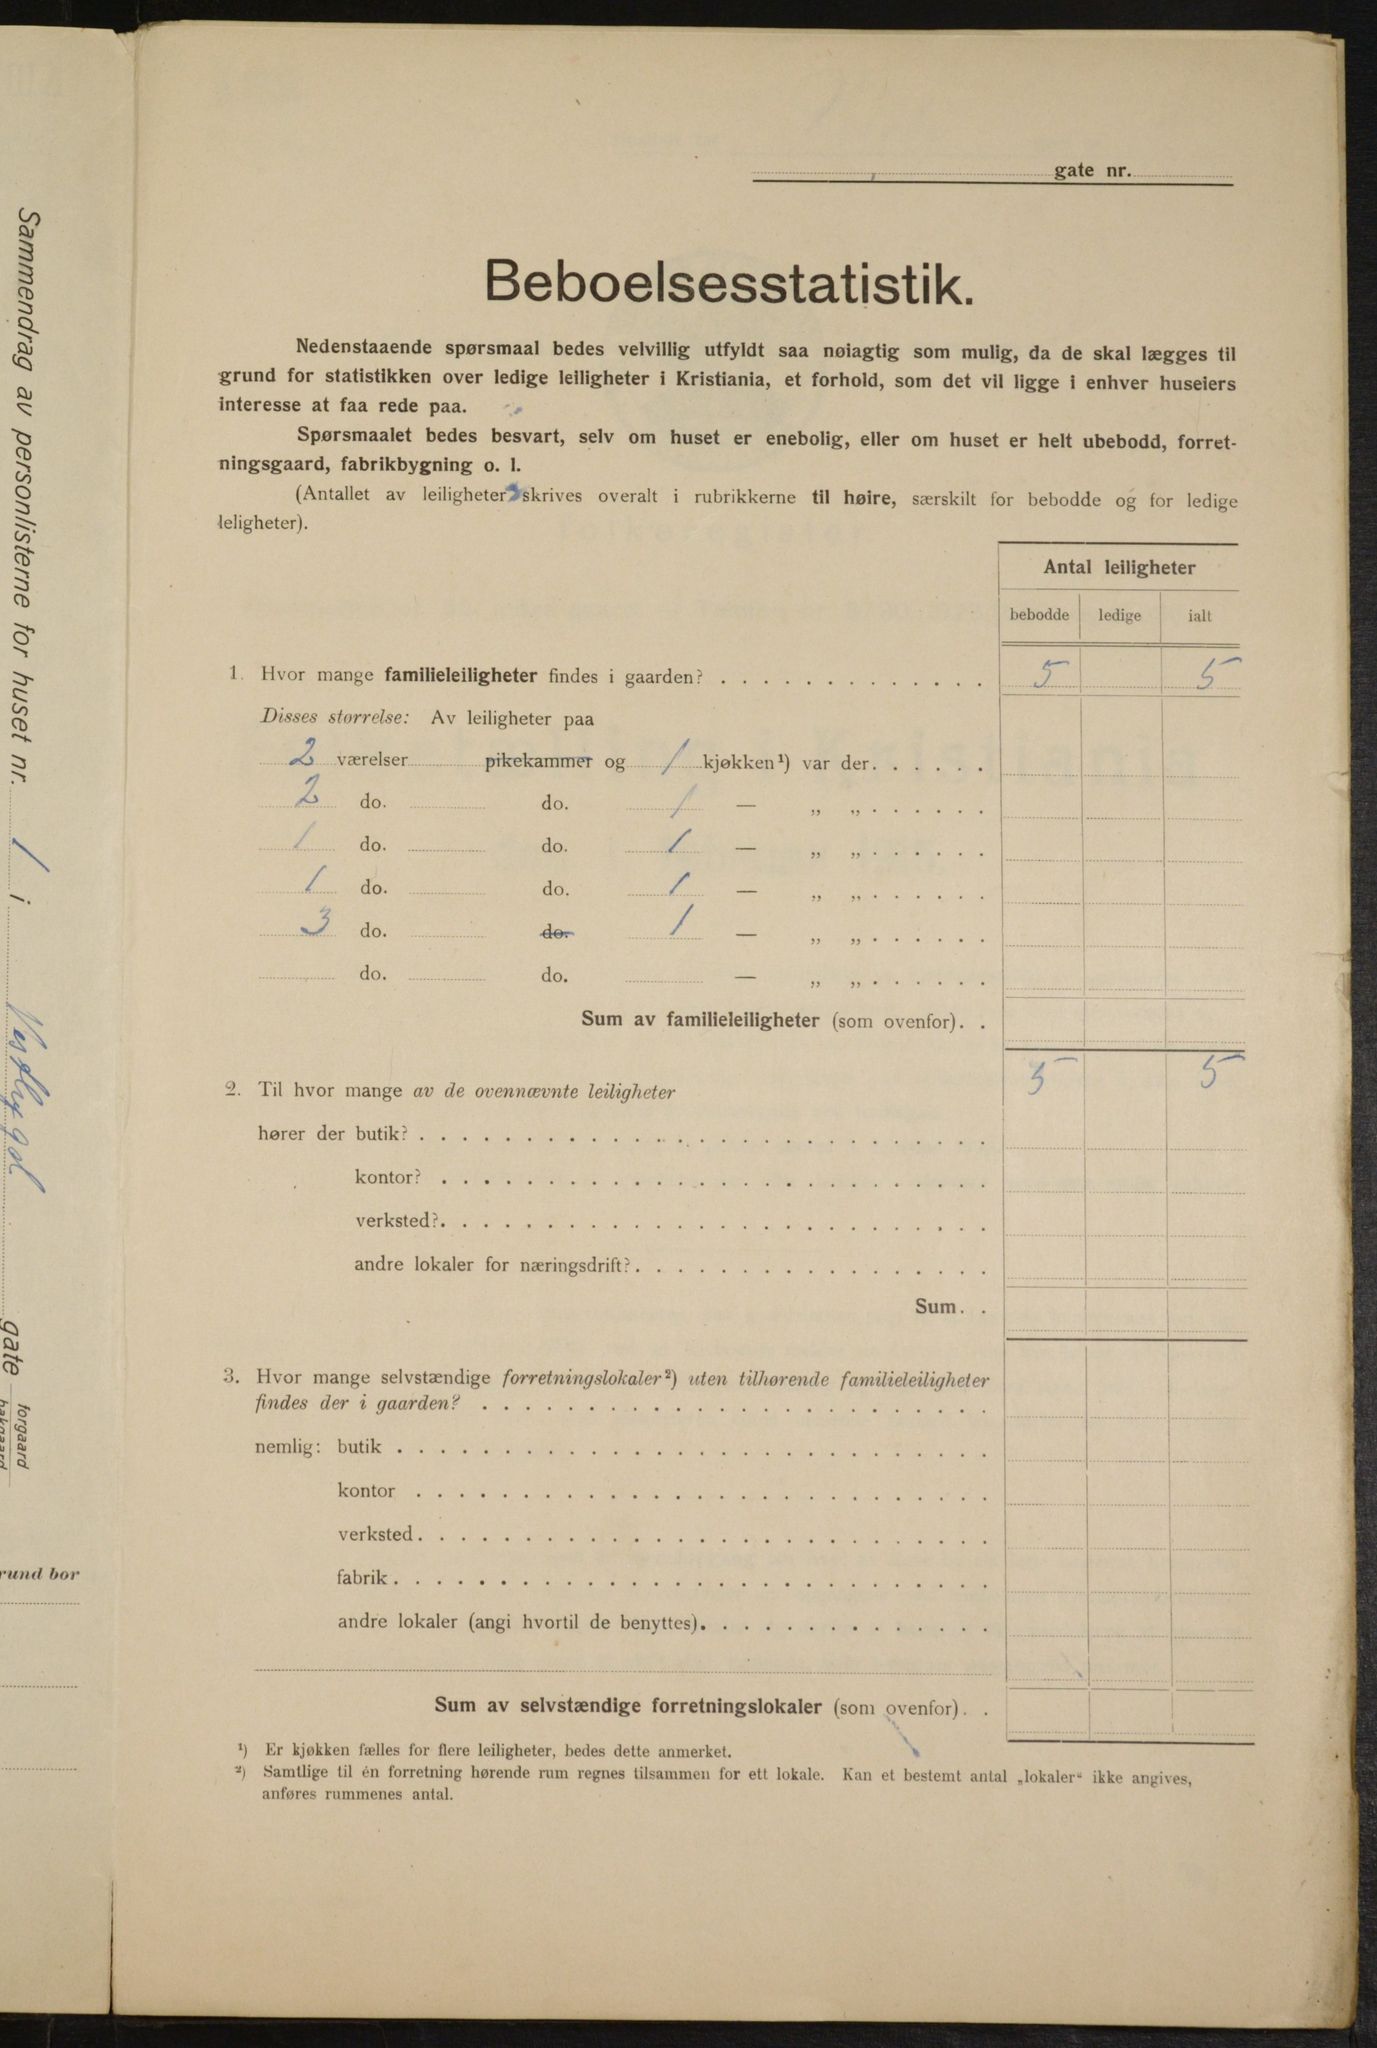 gate nr.
Beboelsesstatistik.
Nedenstaaende spørsmaal bedes velvillig utfyldt saa nøiagtig som mulig, da de skal lægges til
grund for statistikken over ledige leiligheter i Kristiania, et forhold, som det vil ligge i enhver huseiers
interesse at faa rede paa.
Spørsmaalet bedes besvart, selv om huset er enebolig, eller om huset er helt ubebodd, forret-
ningsgaard, fabrikbygning o. l.
(Antallet av leiligheter skrives overalt i rubrikkerne til høire, særskilt for bebodde og for ledige
leligheter).
Antal leiligheter
bebodde ledige ialt
1. Hvor mange familieleiligheter findes i gaarden? . . . . . . . . . . . . . 5 5
Disses størrelse: Av leiligheter paa
2 værelser pikekammer og 1 kjøkken¹) var der. . . . . .
2 do. do. 1 — „ „ . . . . . .
1 do. do. 1 — „ „ . . . . . .
1 do. do. 1 — „ „ . . . . . .
3 do. do. 1 — „ „ . . . . . .
do. do. — „ „ . . . . . .
Sum av familieleiligheter (som ovenfor). .
5 5
2. Til hvor mange av de ovennævnte leiligheter
hører der butik? . . . . . . . . . . . . . . . . . . . . . .
kontor? . . . . . . . . . . . . . . . . . . . . .
verksted?. . . . . . . . . . . . . . . . . . . . .
andre lokaler for næringsdrift?. . . . . . . . . . . . . .
Sum. .
3. Hvor mange selvstændige forretningslokaler²) uten tilhørende familieleiligheter
findes der i gaarden? . . . . . . . . . . . . . . . . . . .
nemlig: butik . . . . . . . . . . . . . . . . . . . . . . .
kontor . . . . . . . . . . . . . . . . . . . . . .
verksted. . . . . . . . . . . . . . . . . . . . . .
fabrik. . . . . . . . . . . . . . . . . . . . . . .
andre lokaler (angi hvortil de benyttes). . . . . . . . . . .
Sum av selvstændige forretningslokaler (som ovenfor). .
¹) Er kjøkken fælles for flere leiligheter, bedes dette anmerket.
²) Samtlige til én forretning hørende rum regnes tilsammen for ett lokale. Kan et bestemt antal „lokaler“ ikke angives,
anføres rummenes antal.
Sammendrag av personlisterne for huset nr. 1 i gate
forgaard
bakgaard
rund bor